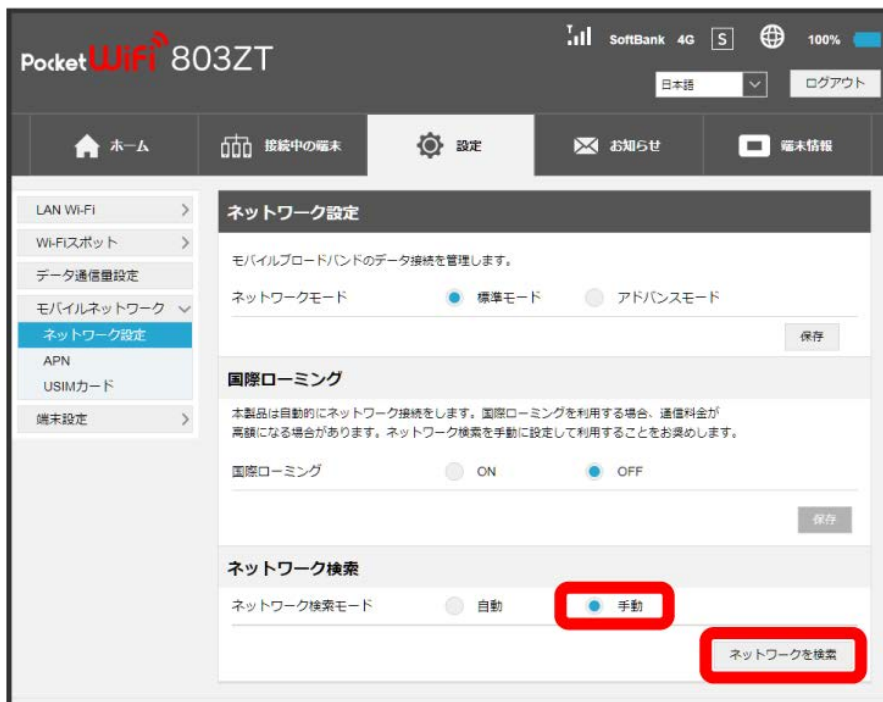 SoftBank 4G S 100%
Pocket WiFi 803ZT
日本語 ログアウト
ホーム 接続中の端末 設定 お知らせ 端末情報
LAN Wi-Fi
Wi-Fiスポット
データ通信量設定
モバイルネットワーク
ネットワーク設定
APN
USIMカード
端末設定
ネットワーク設定
モバイルブロードバンドのデータ接続を管理します。
ネットワークモード 標準モード アドバンスモード
保存
国際ローミング
本製品は自動的にネットワーク接続をします。国際ローミングを利用する場合、通信料金が
高額になる場合があります。ネットワーク検索を手動に設定して利用することをお奨めします。
国際ローミング ON OFF
保存
ネットワーク検索
ネットワーク検索モード 自動 手動
ネットワークを検索